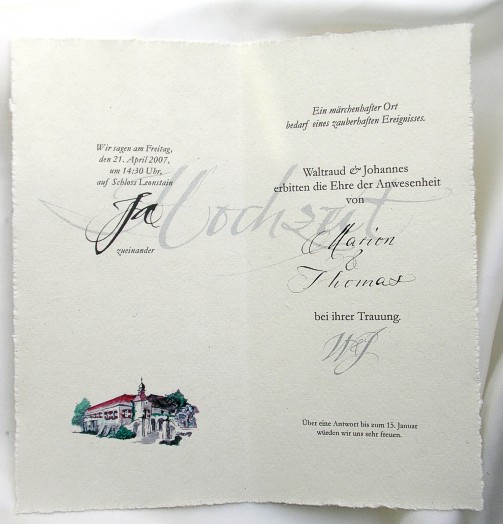 Wir sagen am Freitag,
den 21. April 2007,
um 14:30 Uhr,
auf Schloss Leonstain
Ja
zueinander
Hochzeit
Ein märchenhafter Ort
bedarf eines zauberhaften Ereignisses.
Waltraud & Johannes
erbitten die Ehre der Anwesenheit
von
Marion
&
Thomas
bei ihrer Trauung.
W&J
Über eine Antwort bis zum 15. Januar
würden wir uns sehr freuen.